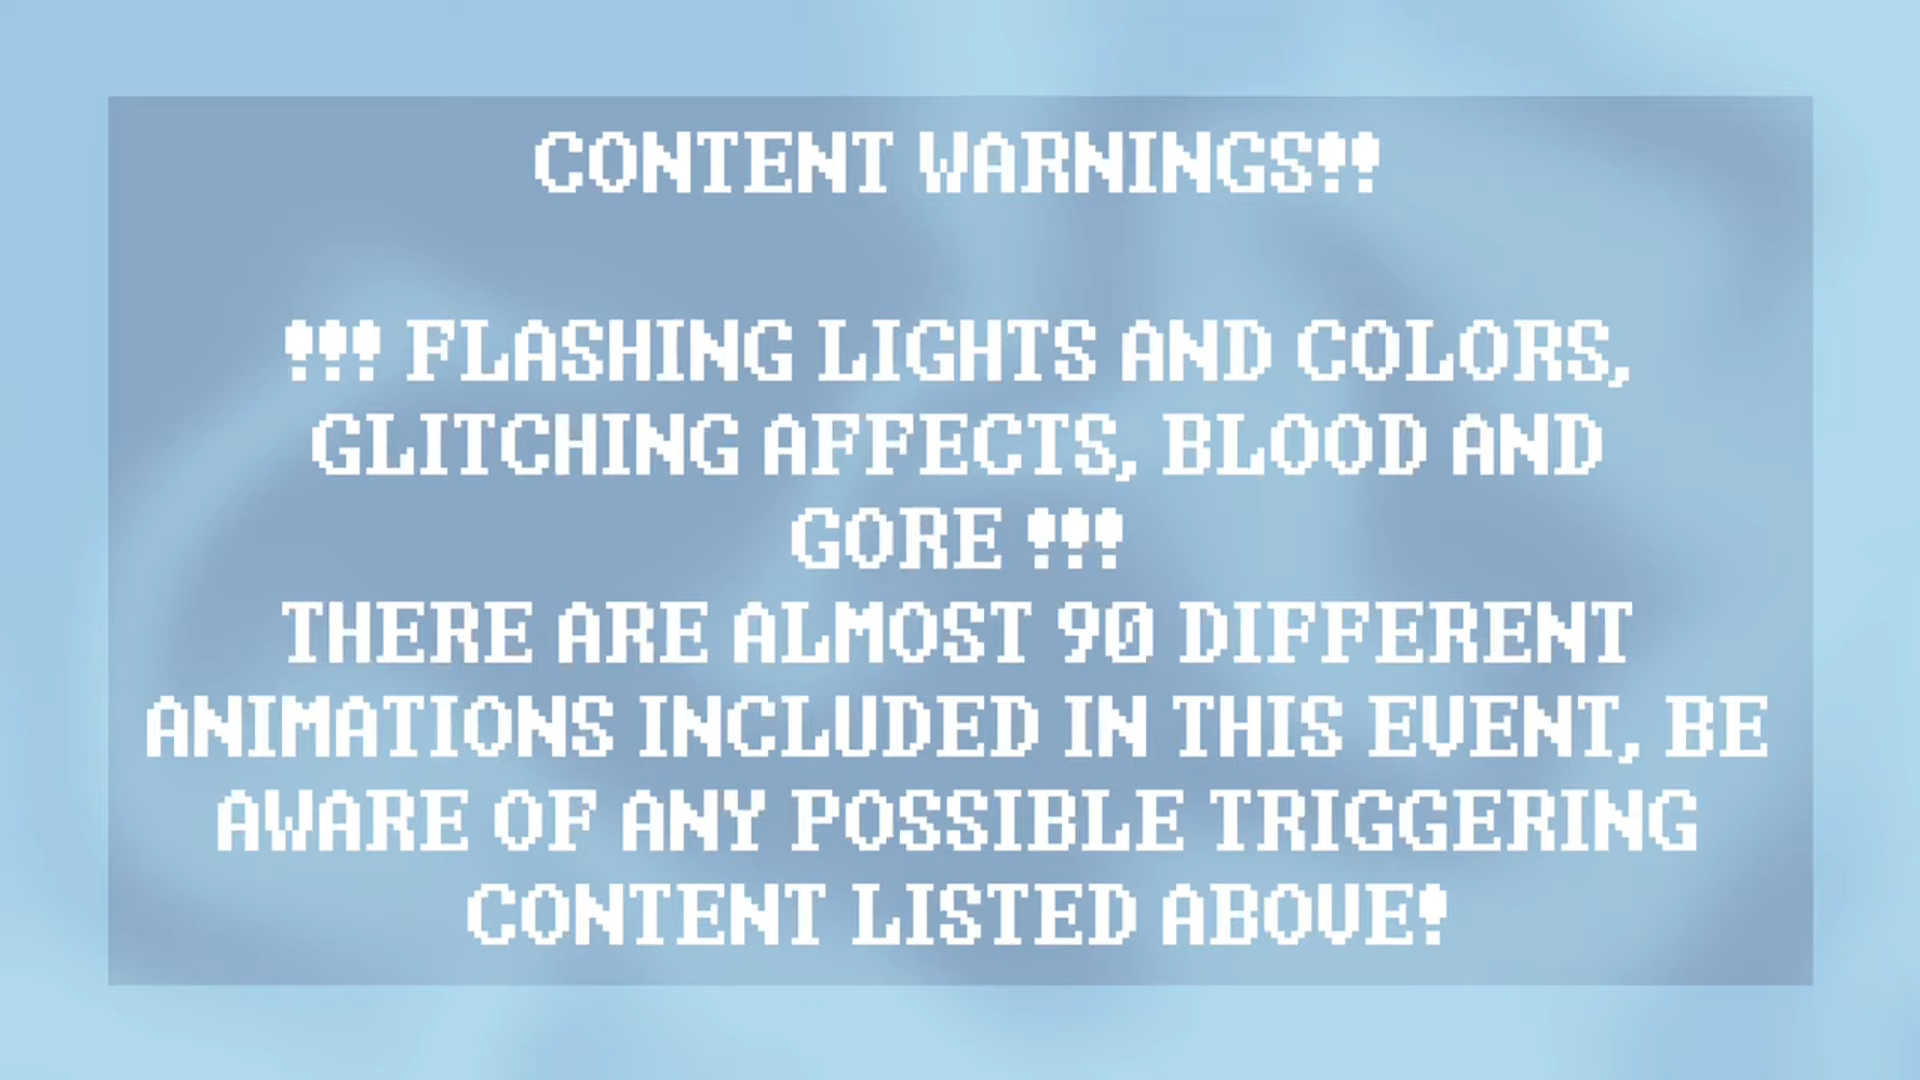 CONTENT WARNINGS!!
!!! FLASHING LIGHTS AND COLORS,
GLITCHING AFFECTS, BLOOD AND
GORE !!!
THERE ARE ALMOST 90 DIFFERENT
ANIMATIONS INCLUDED IN THIS EVENT, BE
AWARE OF ANY POSSIBLE TRIGGERING
CONTENT LISTED ABOVE!